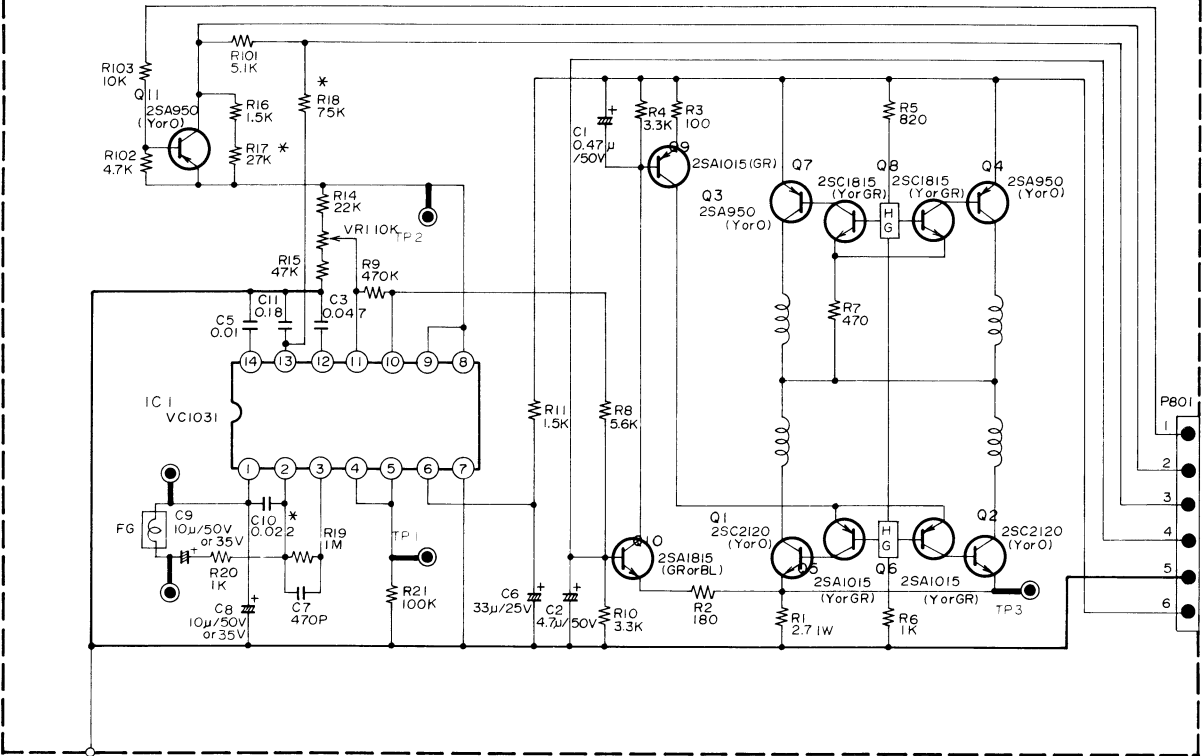 R101
5.1K
R103
10K
Q11
2SA950
(YorO)
R102
4.7K
R16
1.5K
R17
27K
*
*
R18
75K
R14
22K
VR1 10K
TP2
R15
47K
R9
470K
C11
0.18
C3
0.047
C5
0.01
14
13
12
11
10
9
8
IC1
VC1031
1
2
3
4
5
6
7
FG
C9
10μ/50V
or 35V
C10
0.022
*
R19
1M
R20
1K
C7
470P
C8
10μ/50V
or 35V
TP1
R21
100K
C6
33μ/25V
C2
4.7μ/50V
R11
1.5K
R8
5.6K
R10
3.3K
C1
0.47μ
/50V
R4
3.3K
R3
100
Q9
2SA1015(GR)
Q10
2SA1815
(GRorBL)
R2
180
Q7
Q3
2SA950
(YorO)
2SC1815
(YorGR)
R5
820
Q8
2SC1815
(YorGR)
Q4
2SA950
(YorO)
H
G
R7
470
Q1
2SC2120
(YorO)
Q5
2SA1015
(YorGR)
H
G
Q6
2SA1015
(YorGR)
Q2
2SC2120
(YorO)
TP3
R1
2.7 1W
R6
1K
P801
1
2
3
4
5
6